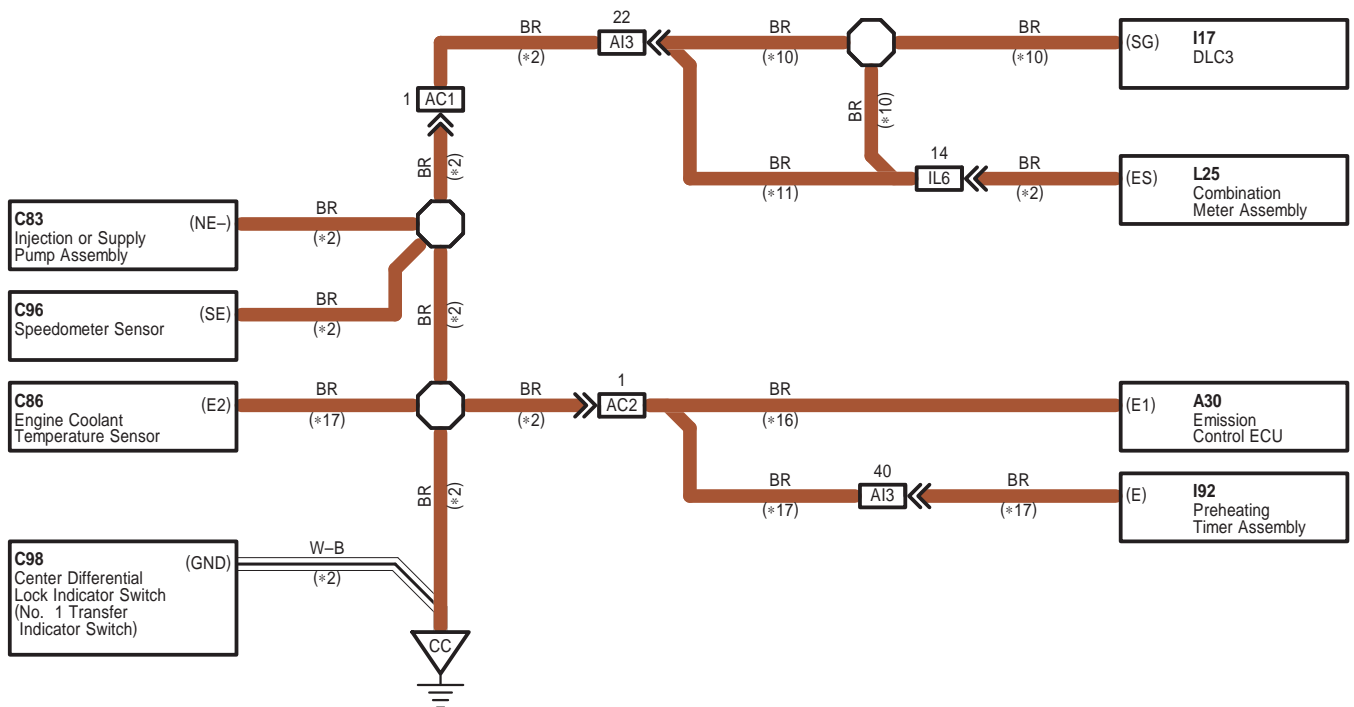 22
BR
BR
BR
AI3
(SG)
I17
DLC3
(∗2)
(∗10)
(∗10)
1
AC1
BR
(∗10)
BR
(∗2)
14
BR
BR
IL6
(∗11)
(∗2)
(ES)
L25
Combination
Meter Assembly
C83
(NE–)
Injection or Supply
Pump Assembly
BR
(∗2)
C96
(SE)
Speedometer Sensor
BR
(∗2)
BR
(∗2)
C86
(E2)
Engine Coolant
Temperature Sensor
BR
(∗17)
BR
(∗2)
1
AC2
BR
(∗16)
(E1)
A30
Emission
Control ECU
40
BR
AI3
BR
(∗17)
(∗17)
(E)
I92
Preheating
Timer Assembly
BR
(∗2)
C98
(GND)
Center Differential
Lock Indicator Switch
(No. 1 Transfer
Indicator Switch)
W–B
(∗2)
CC